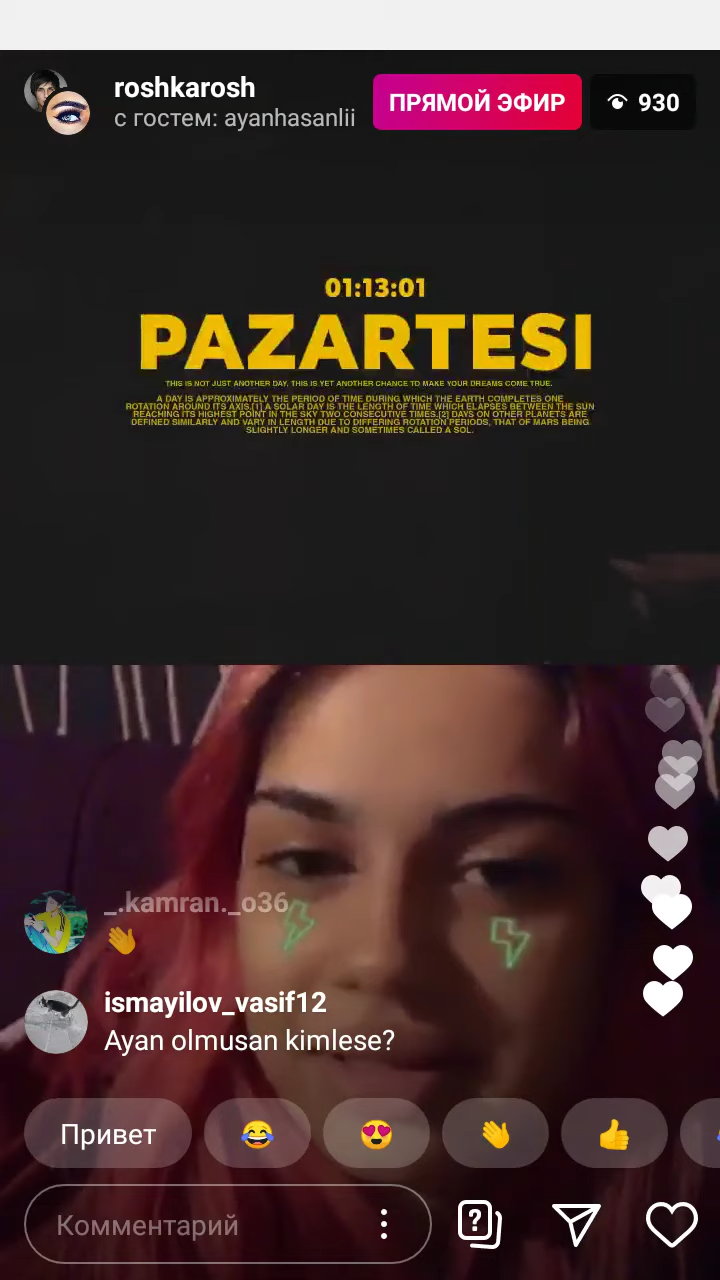 roshkarosh
с гостем: ayanhasanlii
ПРЯМОЙ ЭФИР
930
01:13:01
PAZARTESI
THIS IS NOT JUST ANOTHER DAY, THIS IS YET ANOTHER CHANCE TO MAKE YOUR DREAMS COME TRUE.
A DAY IS APPROXIMATELY THE PERIOD OF TIME DURING WHICH THE EARTH COMPLETES ONE
ROTATION AROUND ITS AXIS.[1] A SOLAR DAY IS THE LENGTH OF TIME WHICH ELAPSES BETWEEN THE SUN
REACHING ITS HIGHEST POINT IN THE SKY TWO CONSECUTIVE TIMES.[2] DAYS ON OTHER PLANETS ARE
DEFINED SIMILARLY AND VARY IN LENGTH DUE TO DIFFERING ROTATION PERIODS, THAT OF MARS BEING
SLIGHTLY LONGER AND SOMETIMES CALLED A SOL.
_.kamran._o36
👋
ismayilov_vasif12
Ayan olmusan kimlese?
Привет
Комментарий